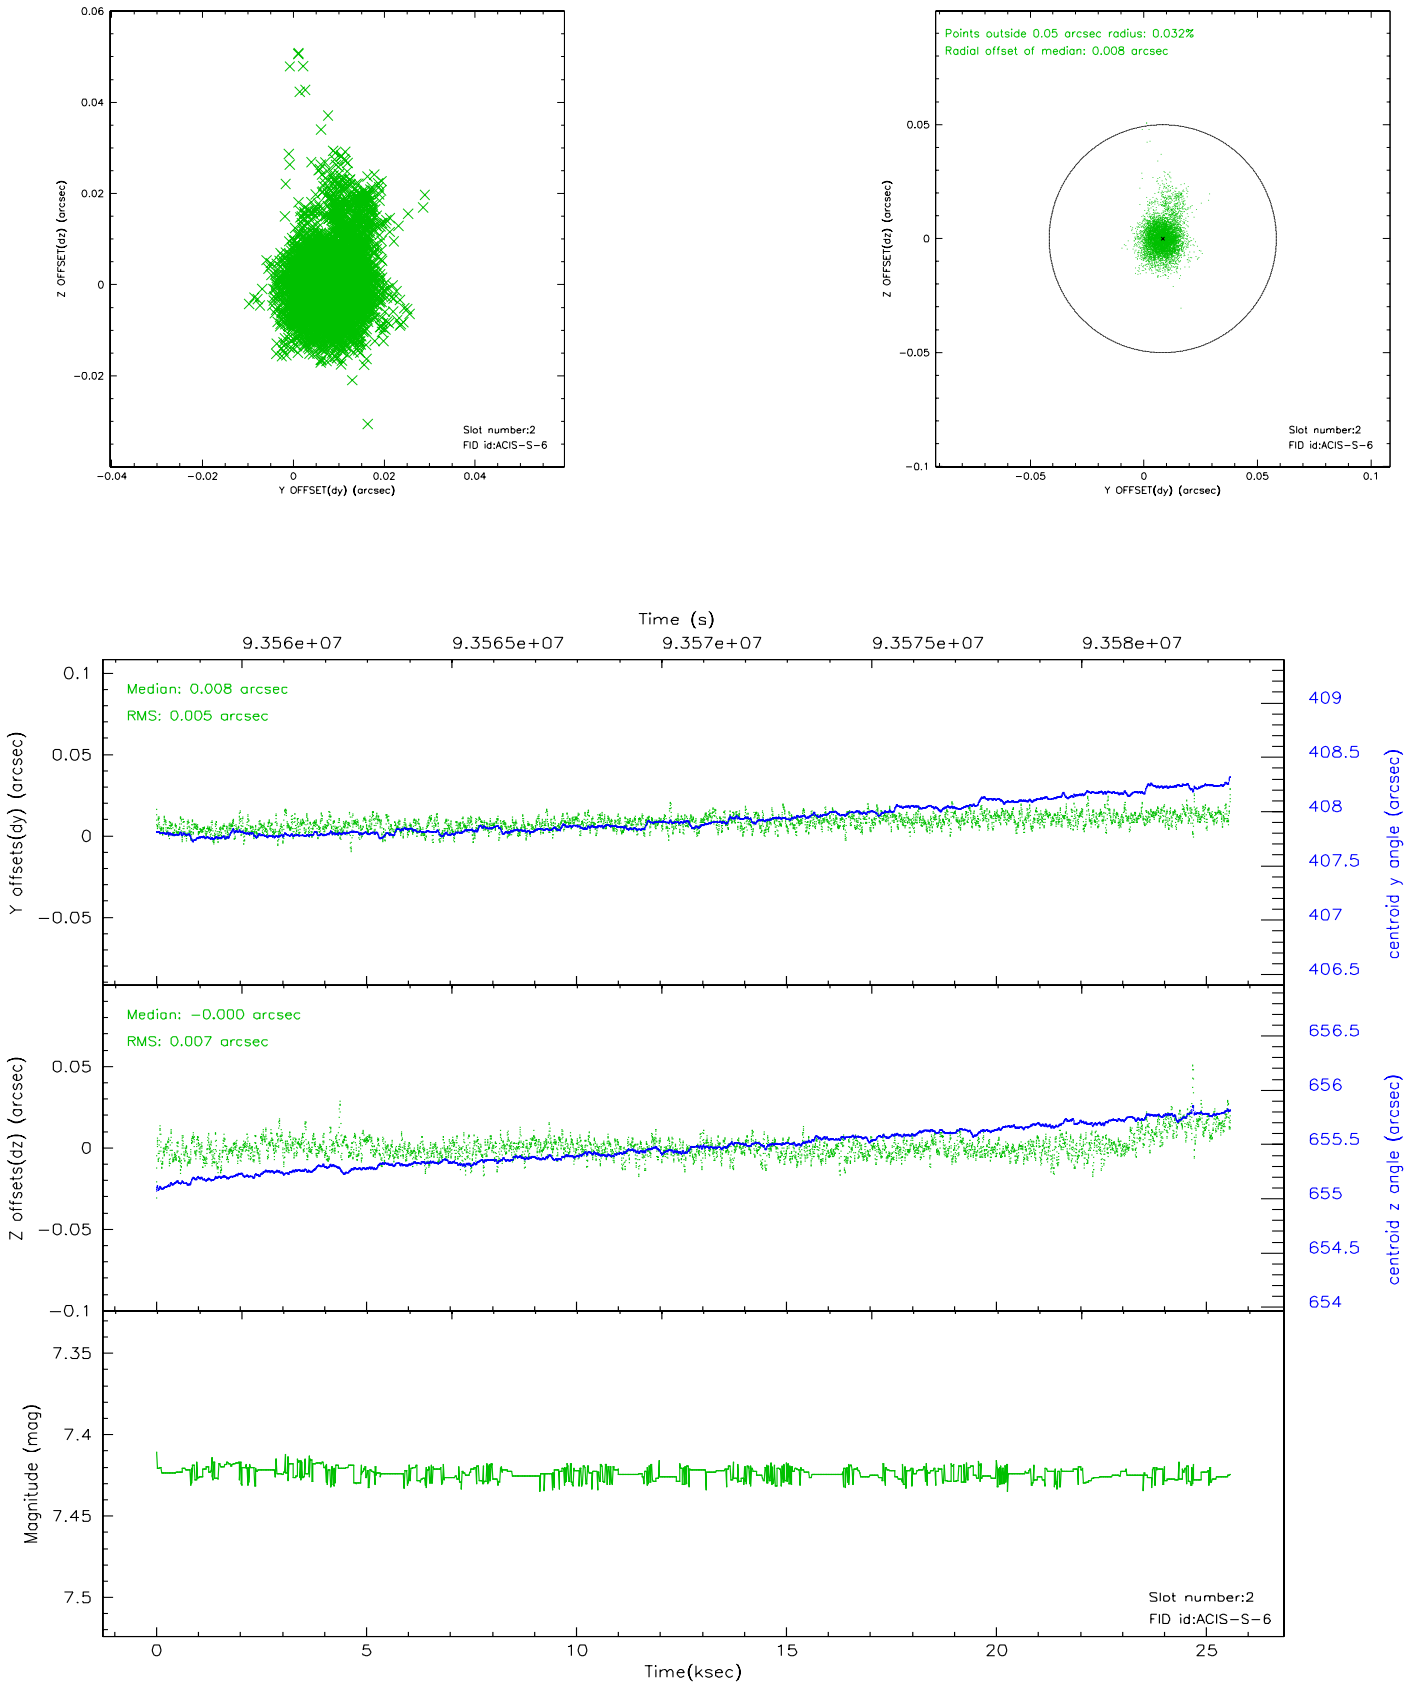 0.06
0.04
0.02
0
−0.02
−0.04
−0.02
0
0.02
0.04
Z OFFSET(dz) (arcsec)
Y OFFSET(dy) (arcsec)
Slot number:2
FID id:ACIS−S−6
Points outside 0.05 arcsec radius: 0.032%
Radial offset of median: 0.008 arcsec
0.05
0
−0.05
−0.1
−0.05
0
0.05
0.1
Z OFFSET(dz) (arcsec)
Y OFFSET(dy) (arcsec)
Slot number:2
FID id:ACIS−S−6
Time (s)
9.356e+07
9.3565e+07
9.357e+07
9.3575e+07
9.358e+07
Median: 0.008 arcsec
RMS: 0.005 arcsec
0.1
0.05
0
−0.05
Y offsets(dy) (arcsec)
409
408.5
408
407.5
407
406.5
centroid y angle (arcsec)
Median: −0.000 arcsec
RMS: 0.007 arcsec
0.05
0
−0.05
−0.1
Z offsets(dz) (arcsec)
656.5
656
655.5
655
654.5
654
centroid z angle (arcsec)
7.35
7.4
7.45
7.5
Magnitude (mag)
Slot number:2
FID id:ACIS−S−6
0
5
10
15
20
25
Time(ksec)